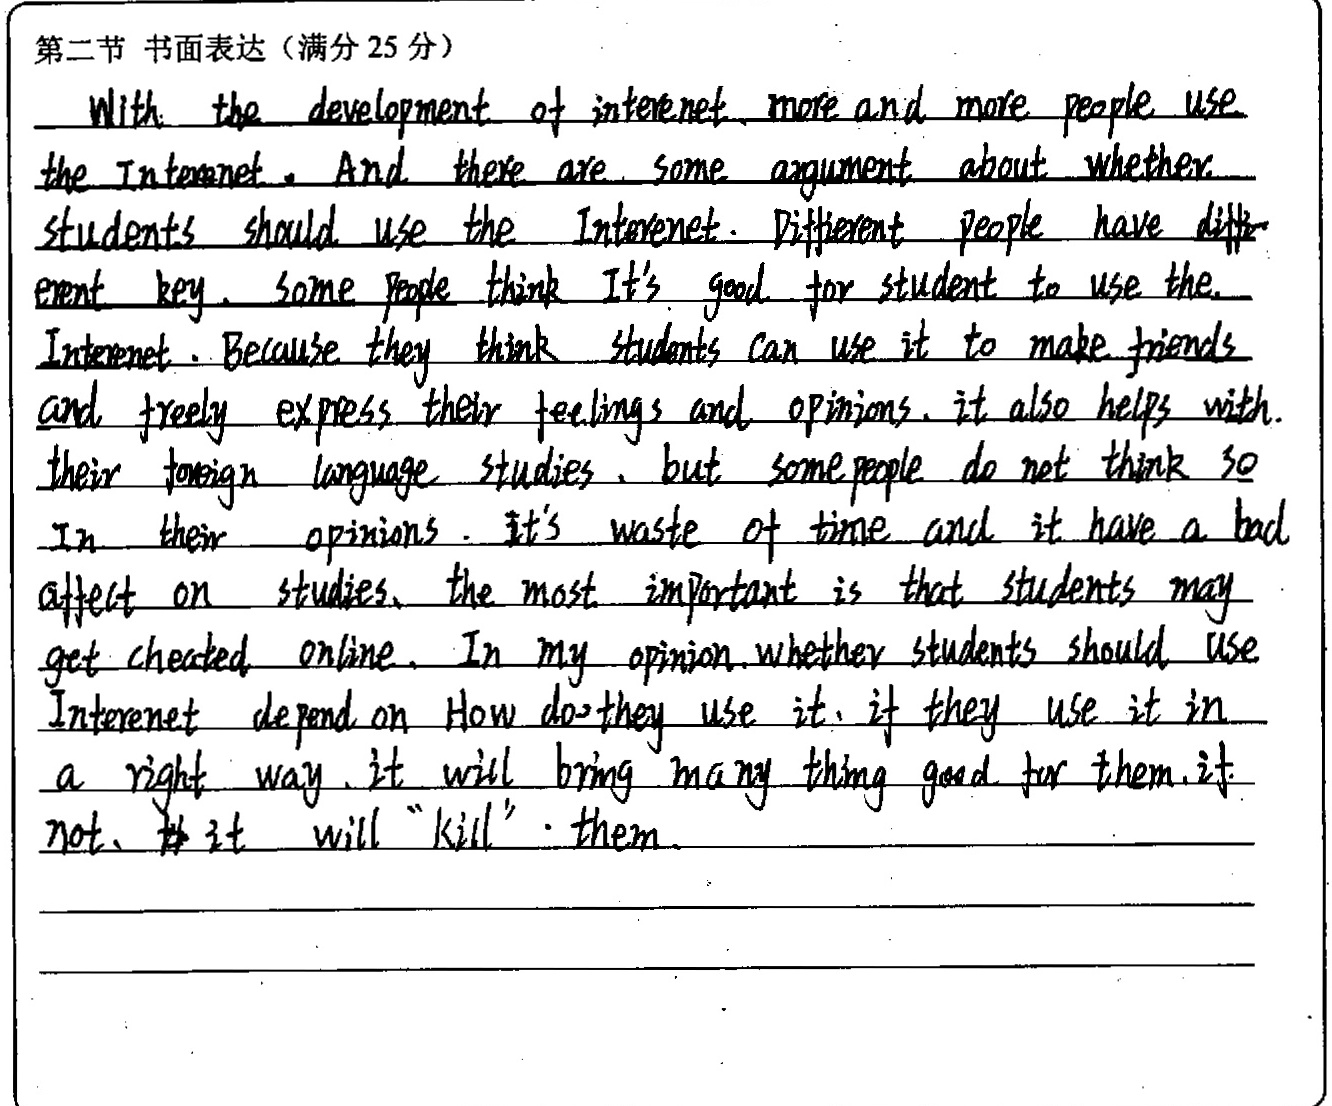 第二节 书面表达（满分 25 分）
With the development of interenet, more and more people use
the Interenet. And there are some argument about whether
students should use the Interenet. Different people have diffe-
erent key. some people think It's good for student to use the
Interenet. Because they think students can use it to make friends
and freely express their feelings and opinions. it also helps with
their foreign language studies. but some people do not think so
In their opinions. it's waste of time and it have a bad
affect on studies. the most important is that students may
get cheated online. In my opinion. whether students should use
Interenet depend on How do they use it. if they use it in
a right way. it will bring many thing good for them. if
not. it will "kill" them.